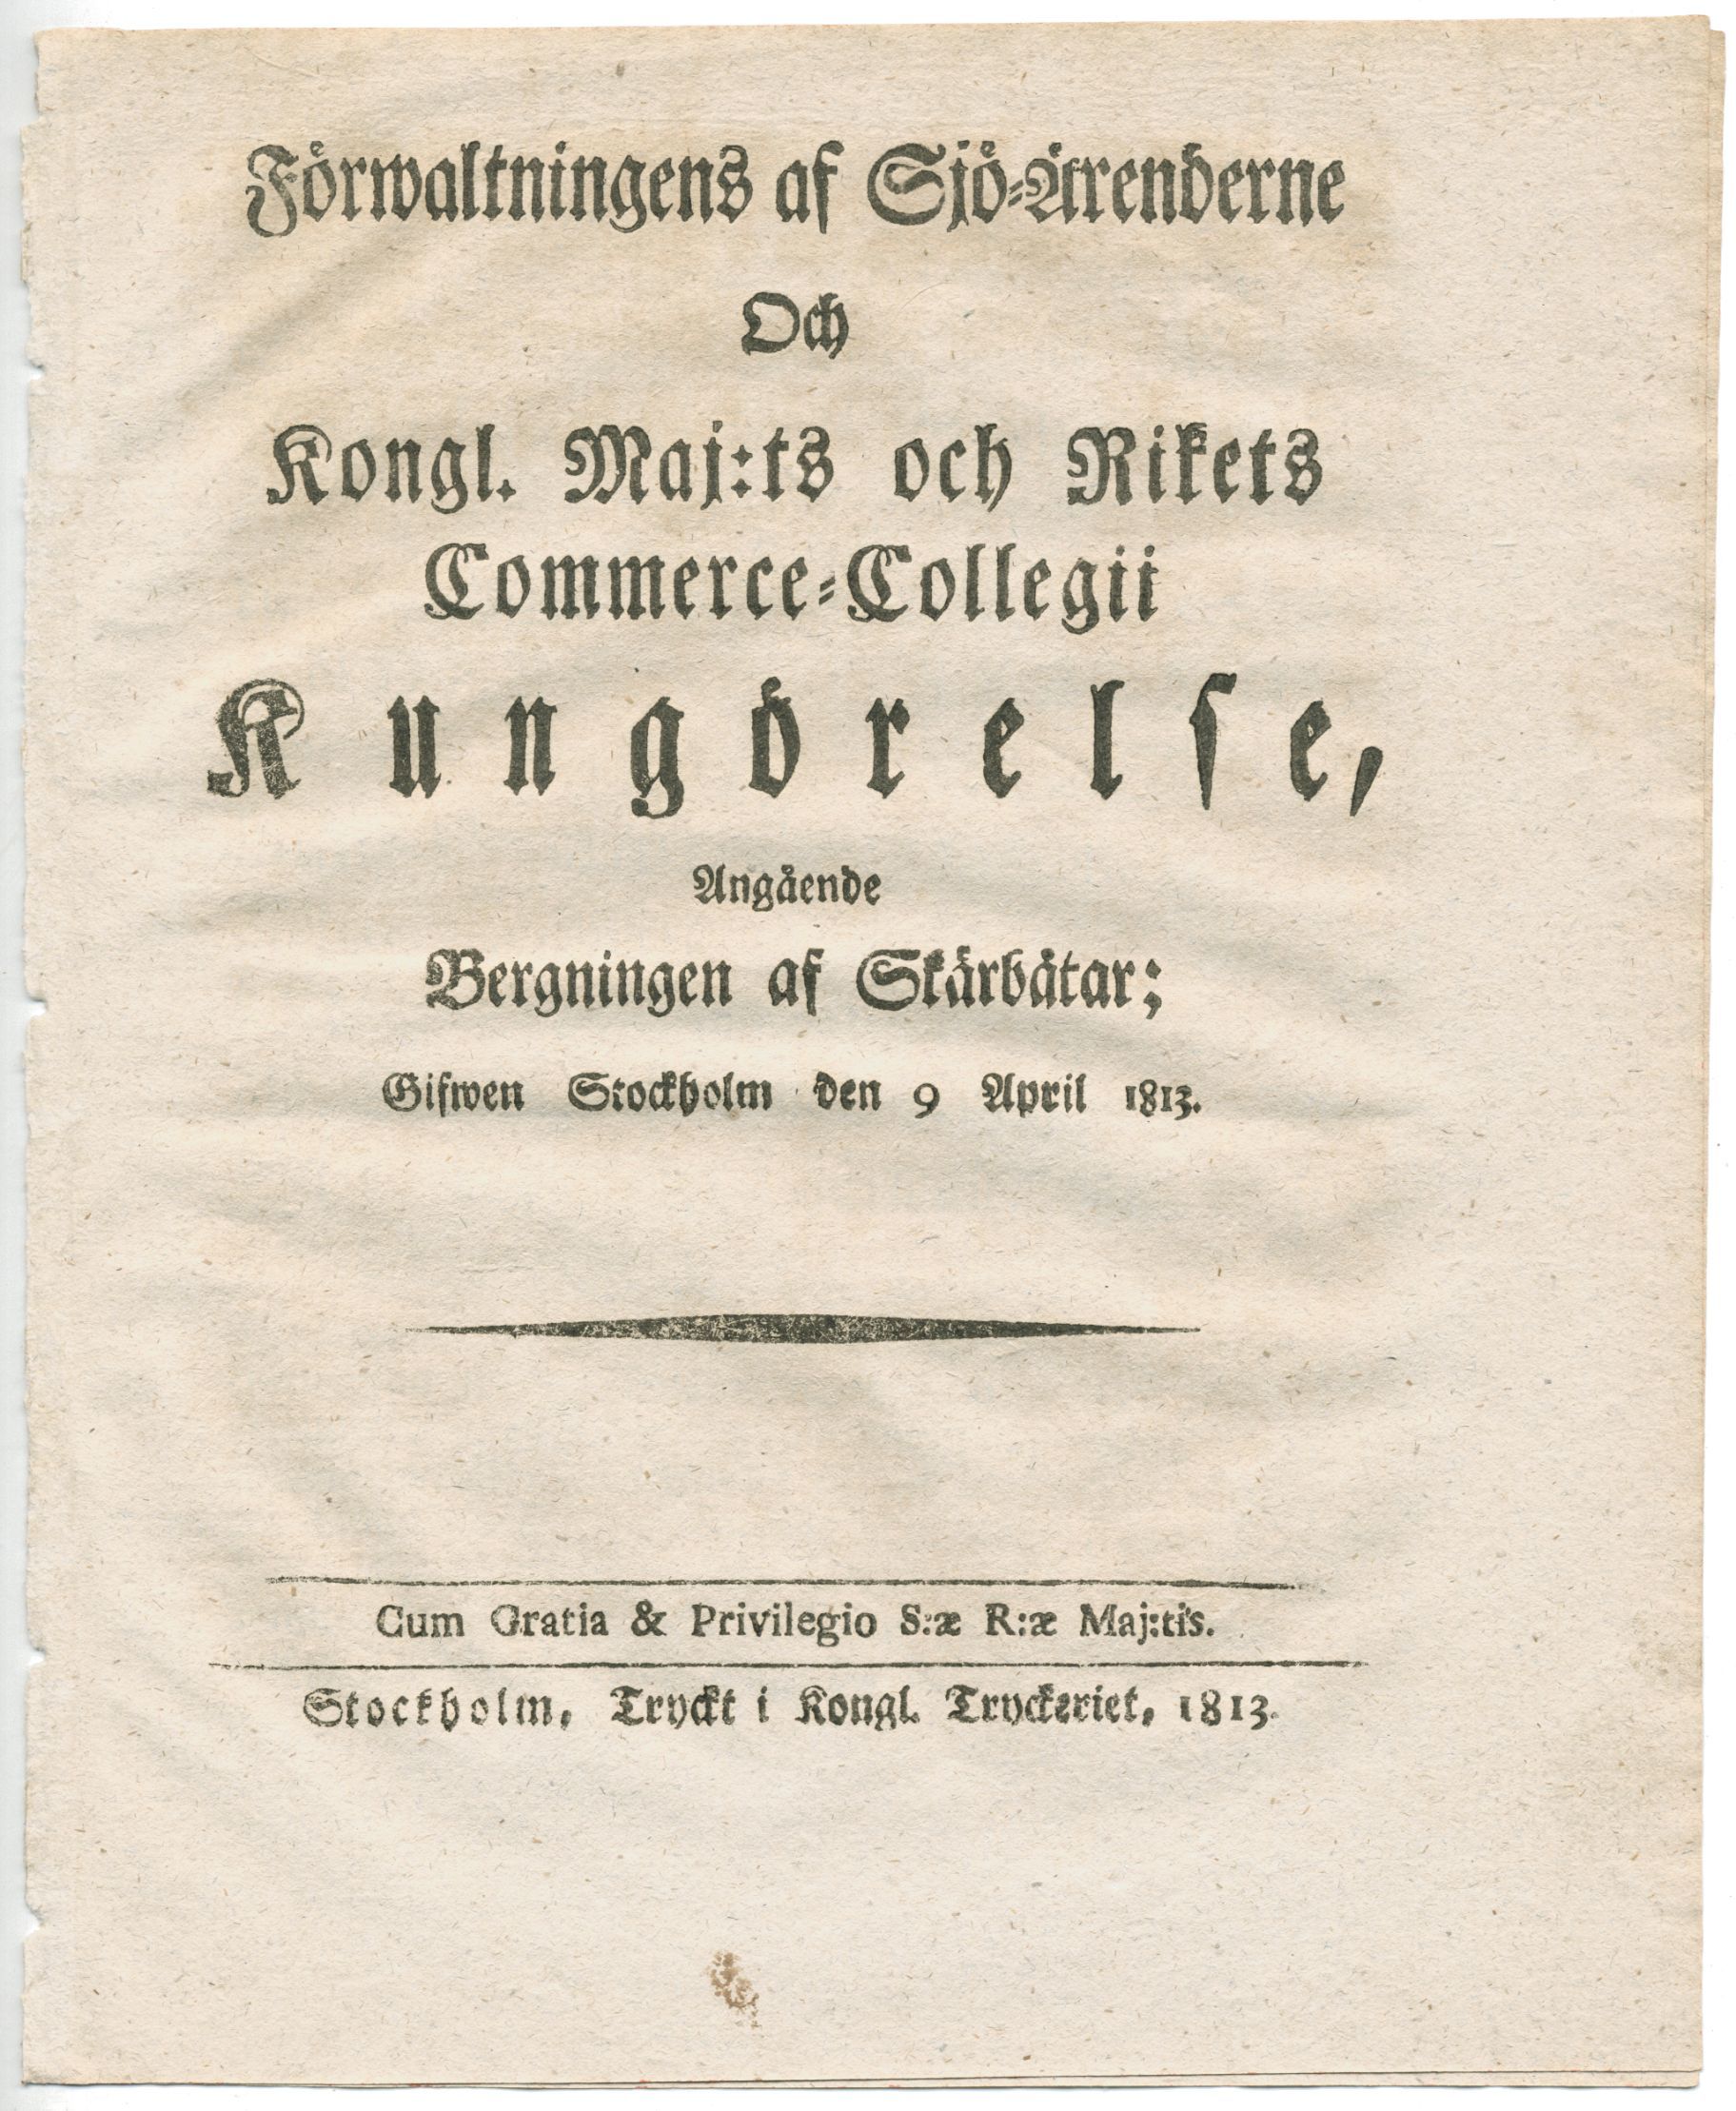 Förwaltningens af Sjö-Ärenderne
Och
Kongl. Maj:ts och Rikets
Commerce-Collegii
Kungörelse,
Angående
Bergningen af Skärbåtar;
Gifwen Stockholm den 9 April 1813.
Cum Gratia & Privilegio S:æ R:æ Maj:tis.
Stockholm, Tryckt i Kongl. Tryckeriet, 1813.